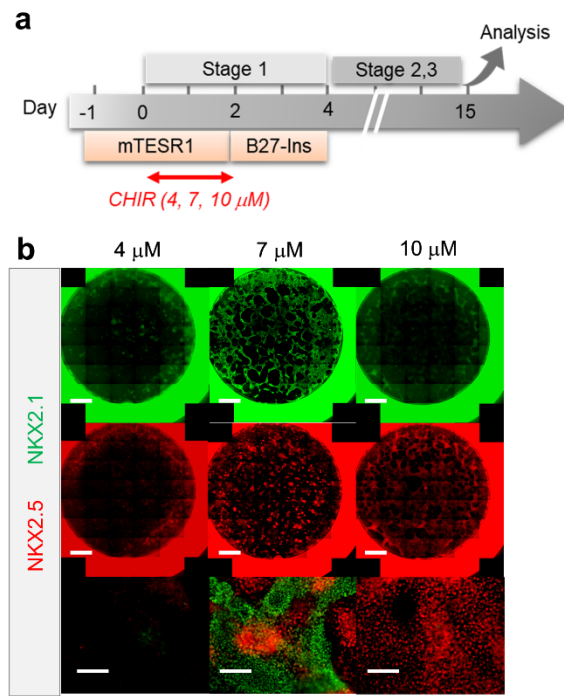 a
Analysis
Stage 1
Stage 2,3
Day
-1
0
2
4
15
mTESR1
B27-Ins
CHIR (4, 7, 10 μM)
b
4 μM
7 μM
10 μM
NKX2.1
NKX2.5